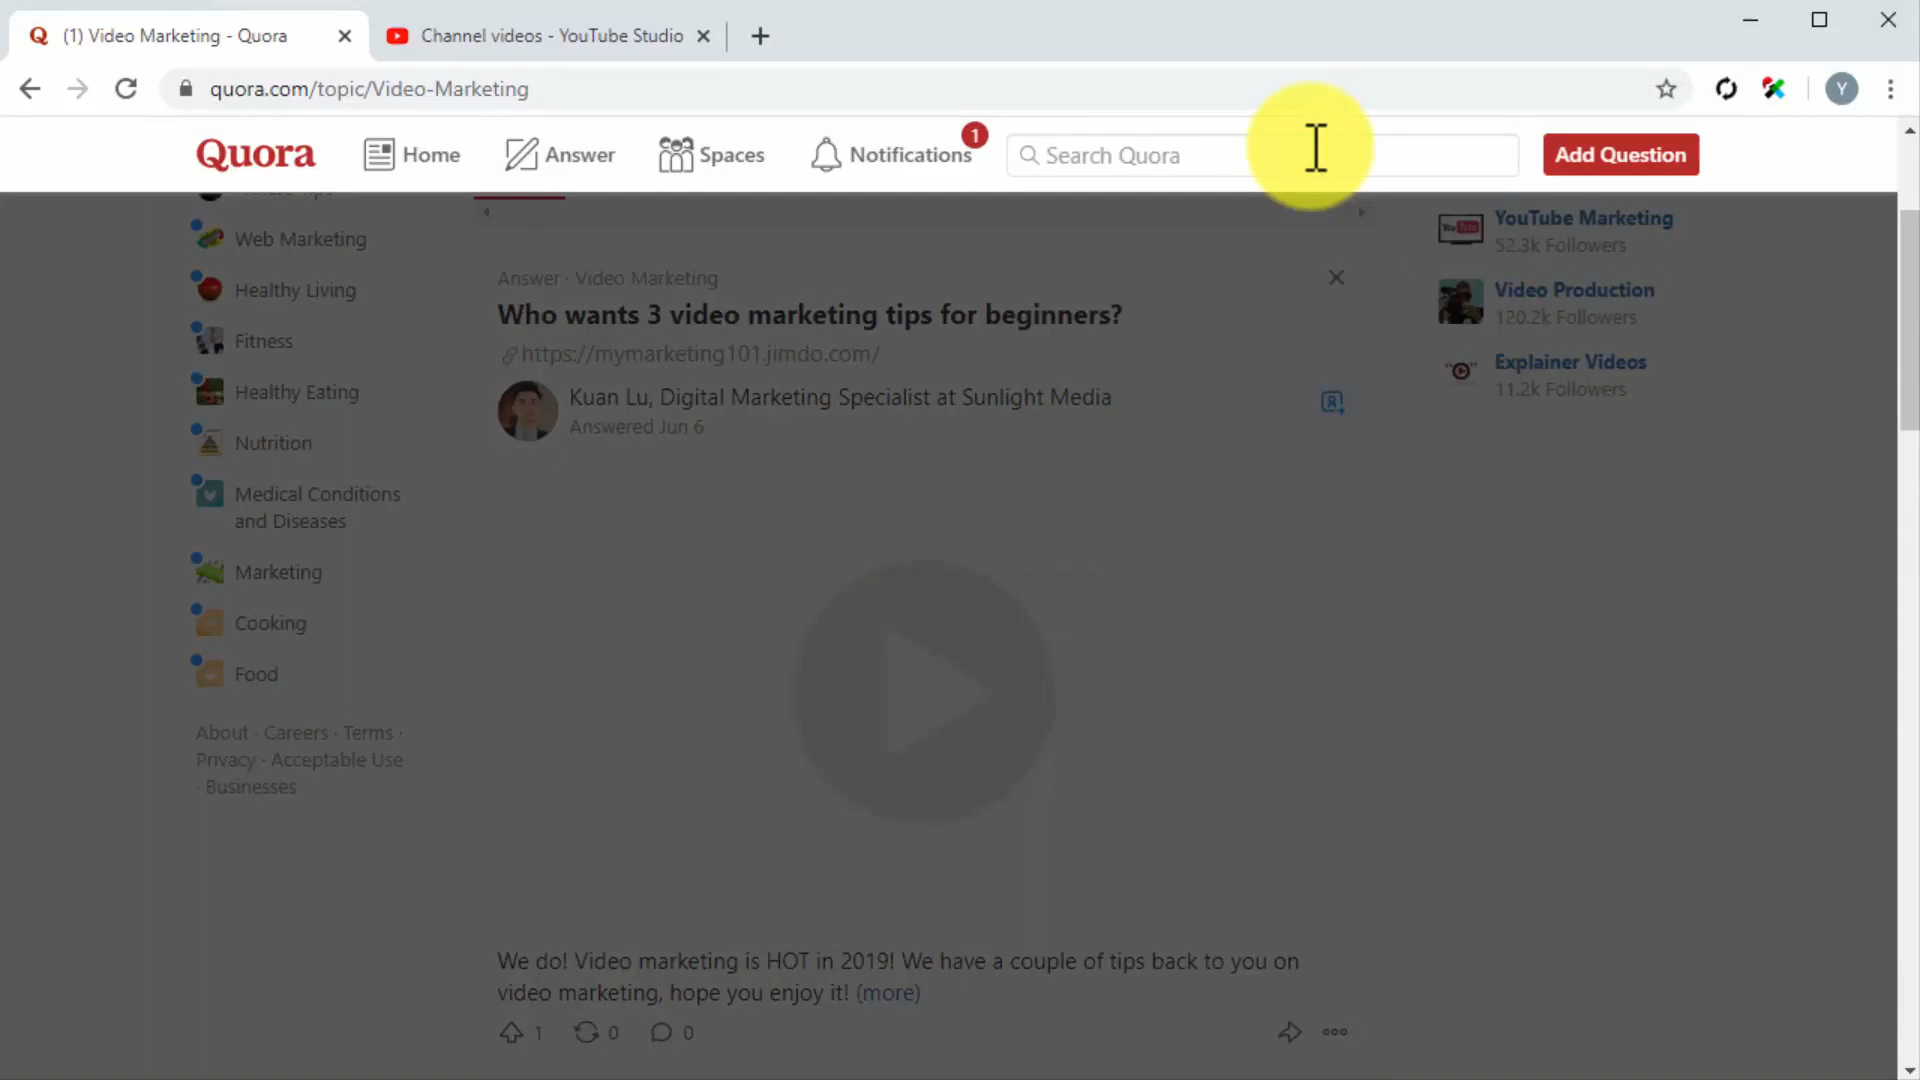 (1) Video Marketing - Quora
Channel videos - YouTube Studio
quora.com/topic/Video-Marketing
Y
Quora
Home
Answer
Spaces
Notifications
1
Search Quora
Add Question
Web Marketing
Healthy Living
Fitness
Healthy Eating
Nutrition
Medical Conditions
and Diseases
Marketing
Cooking
Food
About · Careers · Terms ·
Privacy · Acceptable Use
· Businesses
Answer · Video Marketing
Who wants 3 video marketing tips for beginners?
https://mymarketing101.jimdo.com/
Kuan Lu, Digital Marketing Specialist at Sunlight Media
Answered Jun 6
We do! Video marketing is HOT in 2019! We have a couple of tips back to you on
video marketing, hope you enjoy it! (more)
1
0
0
YouTube Marketing
52.3k Followers
Video Production
120.2k Followers
Explainer Videos
11.2k Followers